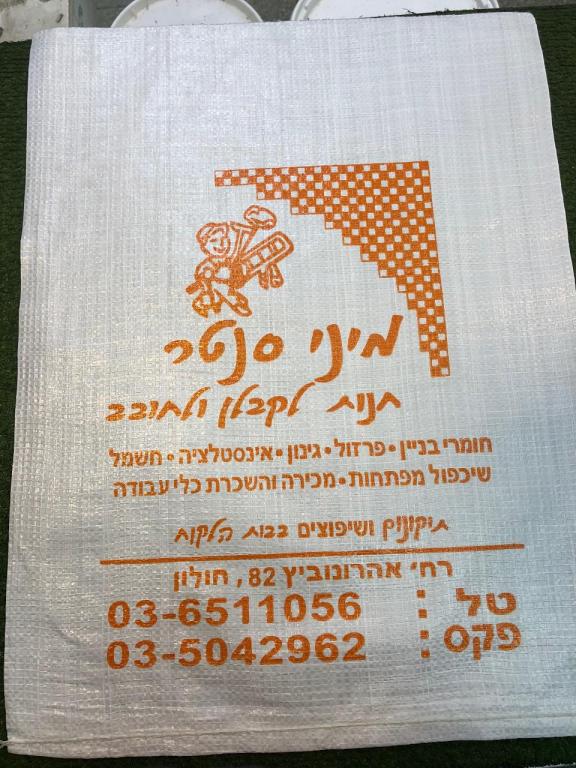 מיני סנטר
חנות לקבלן ולחובב
חומרי בניין • פרזול • גינון • אינסטלציה • חשמל
שיכפול מפתחות • מכירה והשכרת כלי עבודה
תיקונים ושיפוצים בבית הלקוח
רח׳ אהרונוביץ 82, חולון
טל : 03-6511056
פקס : 03-5042962